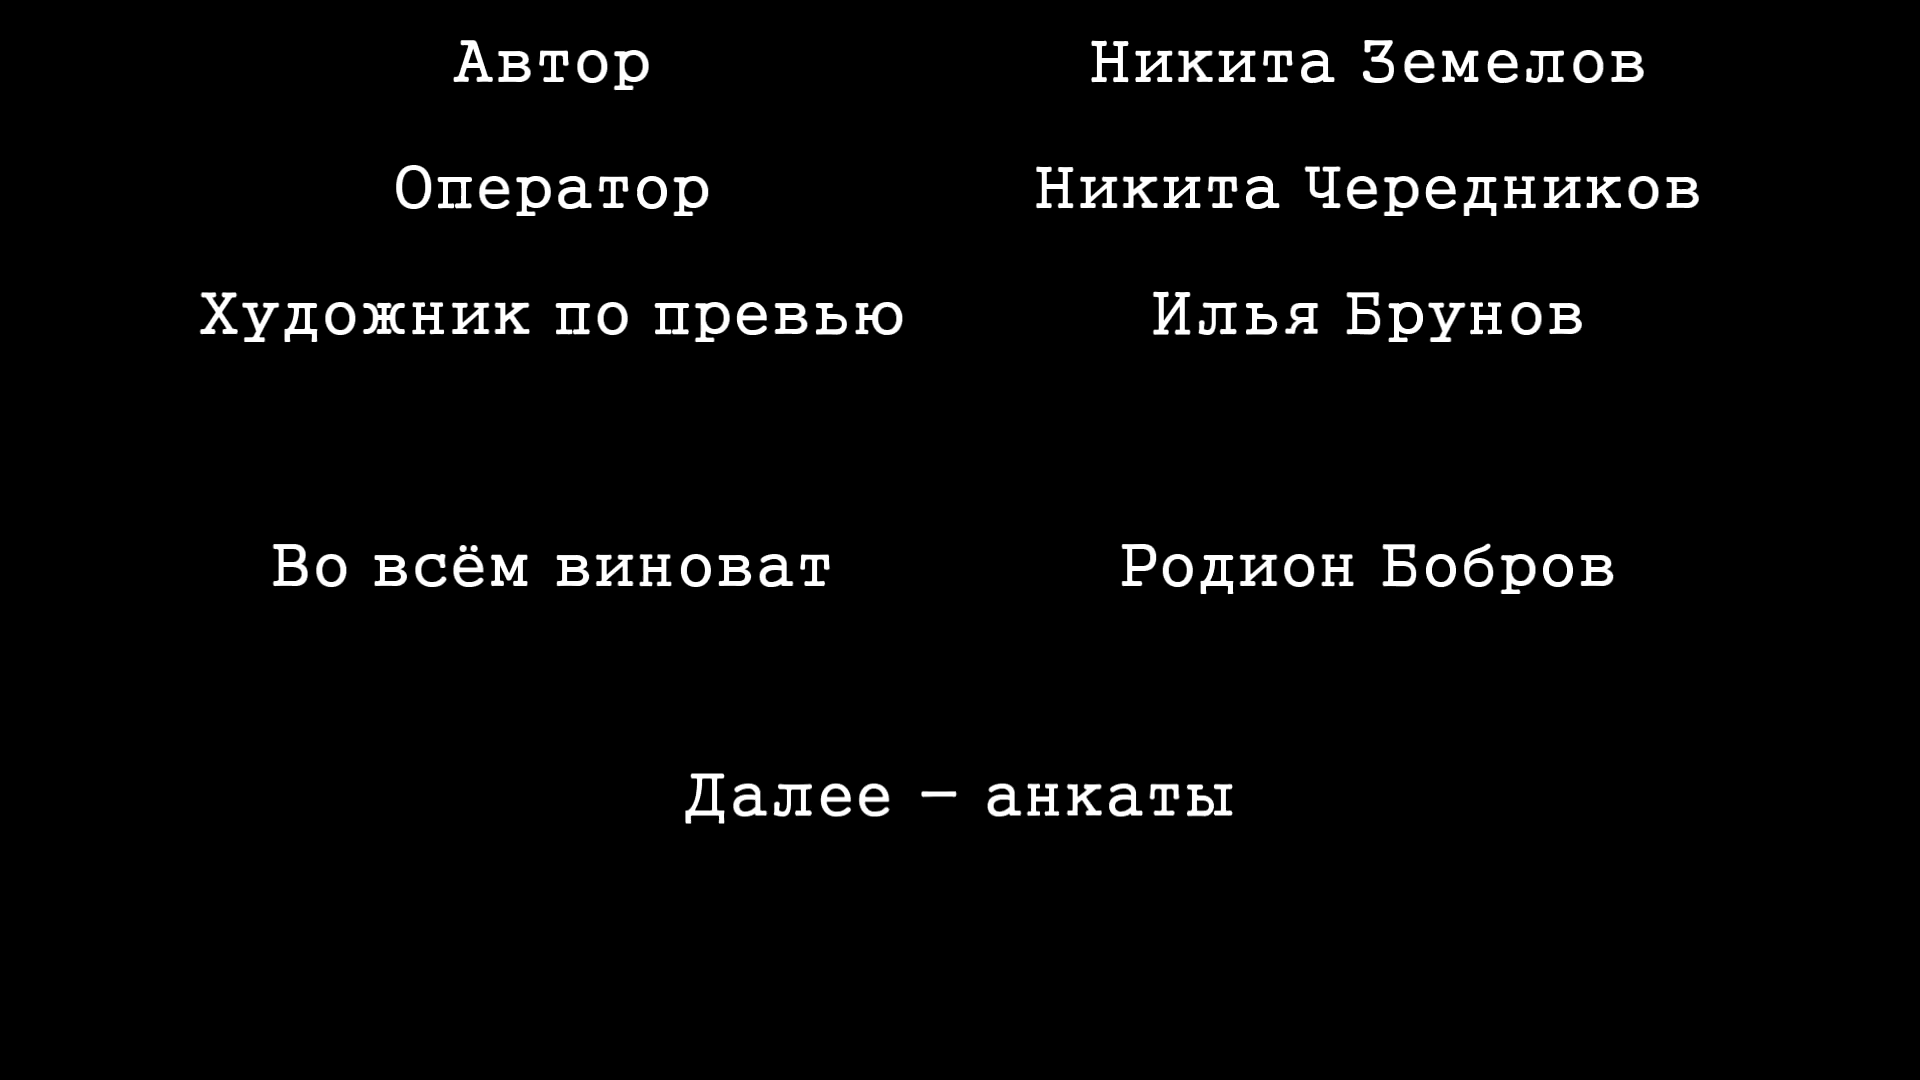 Автор Никита Земелов
Оператор Никита Чередников
Художник по превью Илья Брунов
Во всём виноват Родион Бобров
Далее — анкаты